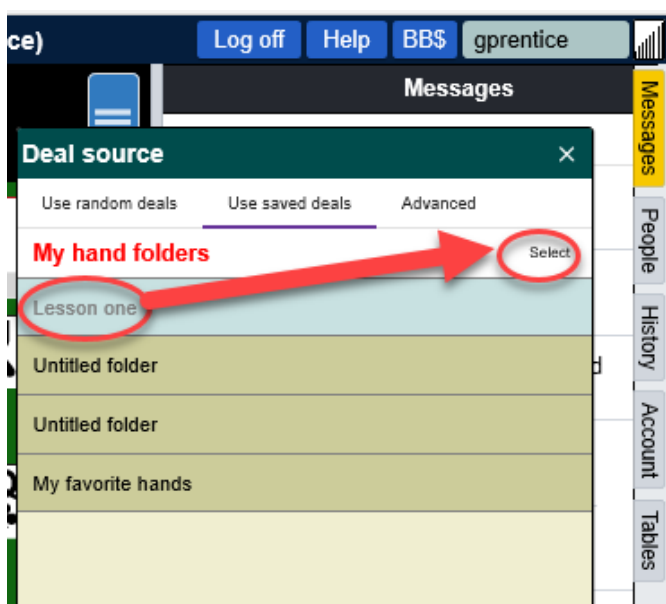 ce) Log off Help BB$ gprentice
Messages
Deal source ×
Use random deals Use saved deals Advanced
My hand folders Select
Lesson one
Untitled folder
Untitled folder
My favorite hands
Messages
People
History
Account
Tables